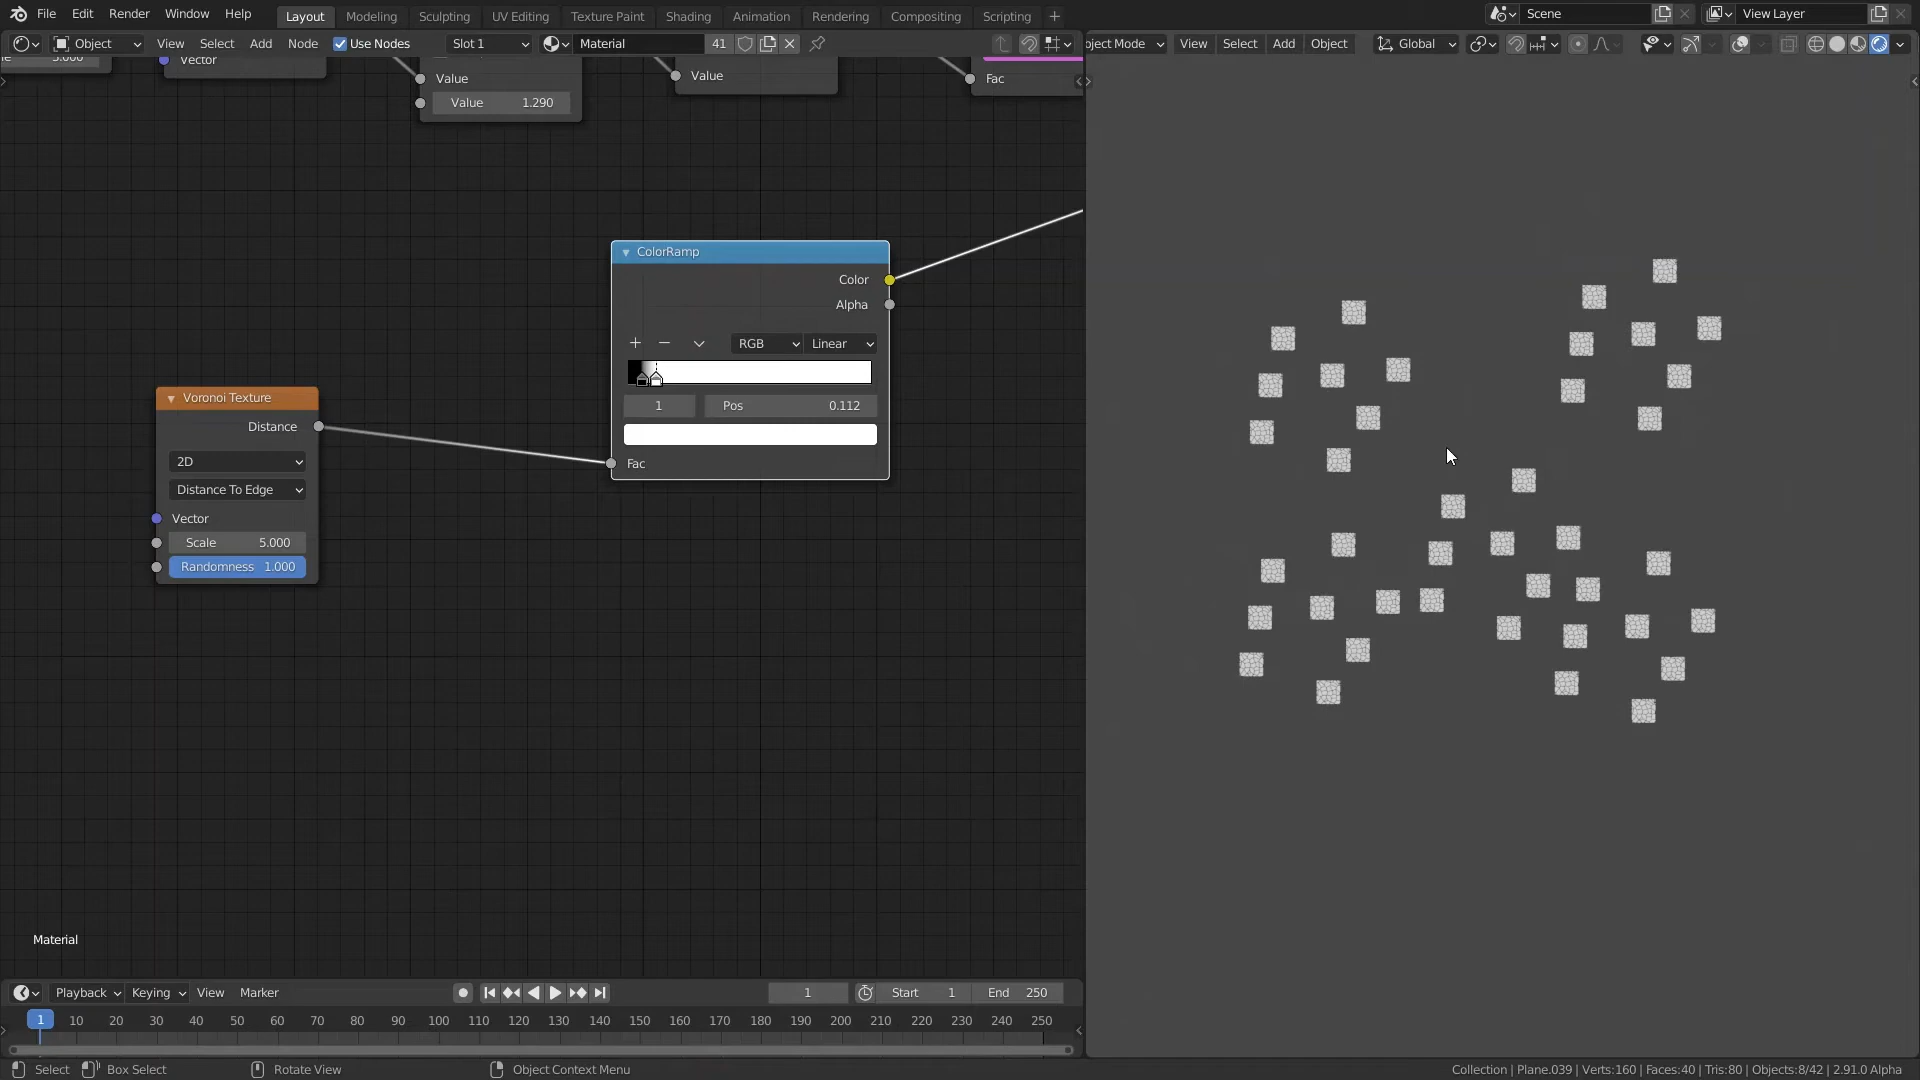 File Edit Render Window Help Layout Modeling Sculpting UV Editing Texture Paint Shading Animation Rendering Compositing Scripting Scene View Layer
Object View Select Add Node Use Nodes Slot 1 Material 41
oject Mode View Select Add Object Global
Vector
Value
Value 1.290
Value
Fac
ColorRamp
Color
Alpha
RGB Linear
1 Pos 0.112
Fac
Voronoi Texture
Distance
2D
Distance To Edge
Vector
Scale 5.000
Randomness 1.000
Material
Playback Keying View Marker 1 Start 1 End 250
1 10 20 30 40 50 60 70 80 90 100 110 120 130 140 150 160 170 180 190 200 210 220 230 240 250
Select Box Select Rotate View Object Context Menu Collection | Plane.039 | Verts:160 | Faces:40 | Tris:80 | Objects:8/42 | 2.91.0 Alpha